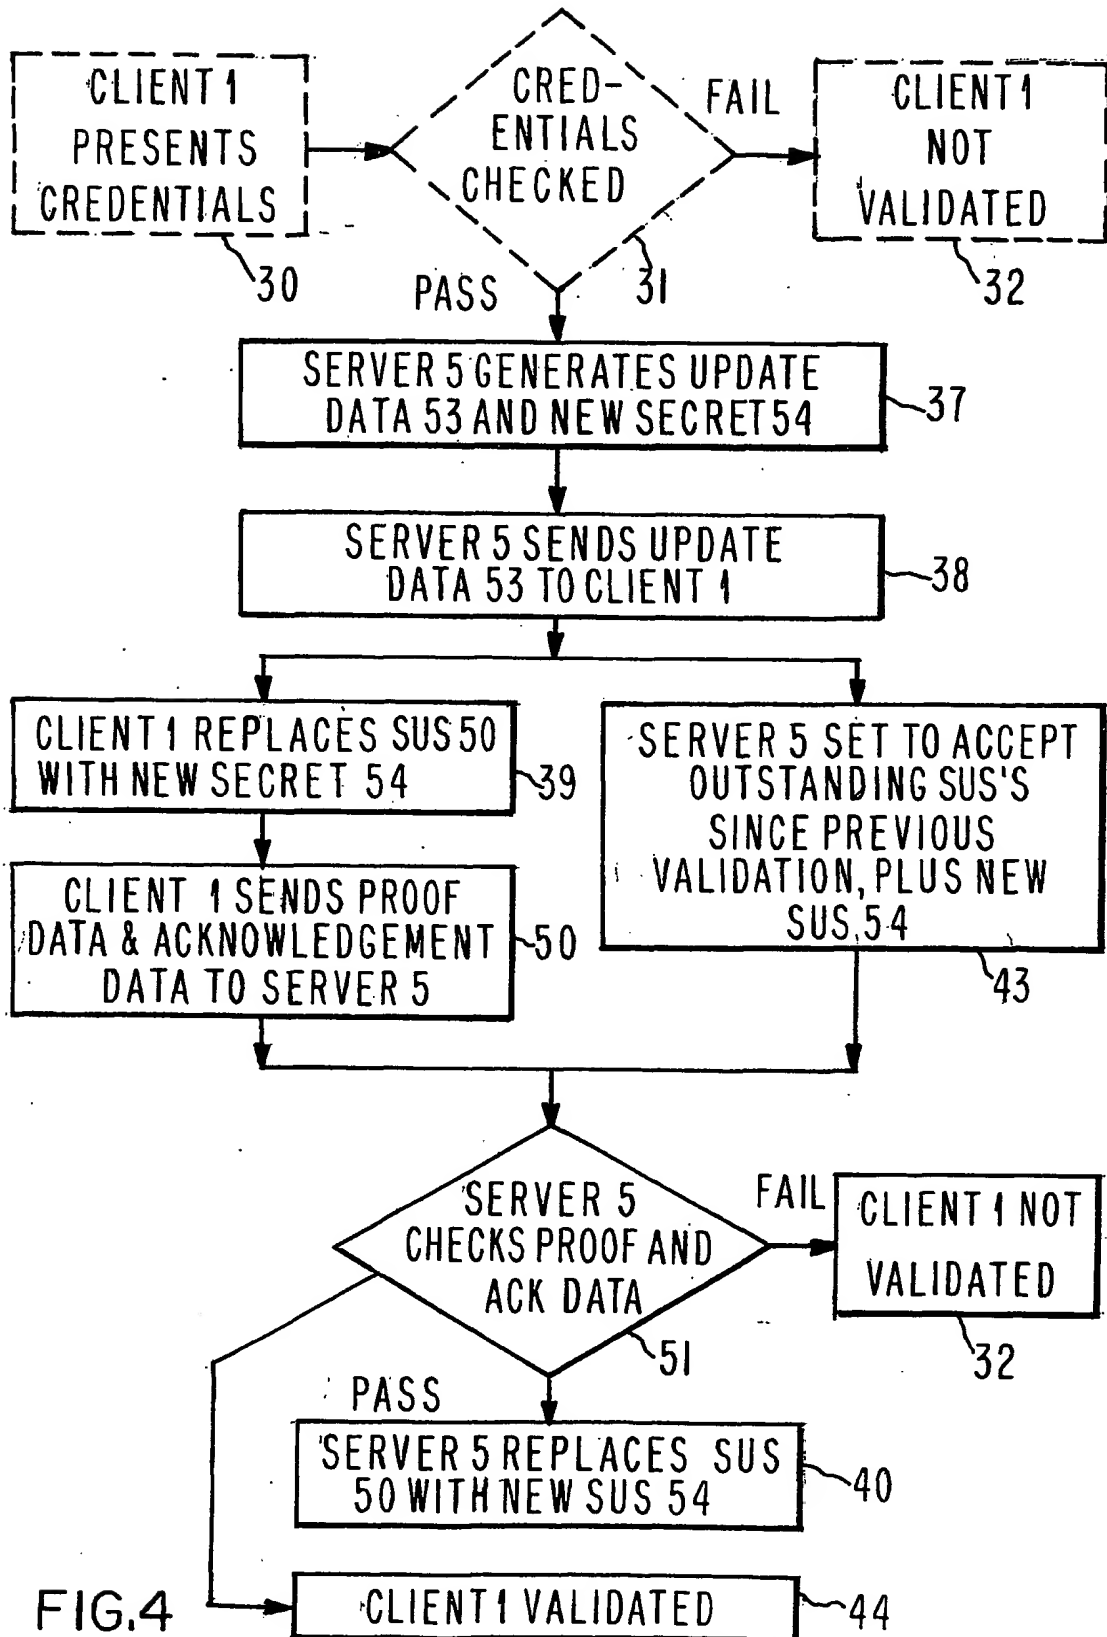 CLIENT 1
PRESENTS
CREDENTIALS
30
CRED-
ENTIALS
CHECKED
31
FAIL
CLIENT 1
NOT
VALIDATED
32
PASS
SERVER 5 GENERATES UPDATE
DATA 53 AND NEW SECRET 54
37
SERVER 5 SENDS UPDATE
DATA 53 TO CLIENT 1
38
CLIENT 1 REPLACES SUS 50
WITH NEW SECRET 54
39
CLIENT 1 SENDS PROOF
DATA & ACKNOWLEDGEMENT
DATA TO SERVER 5
50
SERVER 5 SET TO ACCEPT
OUTSTANDING SUS'S
SINCE PREVIOUS
VALIDATION, PLUS NEW
SUS 54
43
SERVER 5
CHECKS PROOF AND
ACK DATA
51
FAIL
CLIENT 1 NOT
VALIDATED
32
PASS
SERVER 5 REPLACES SUS
50 WITH NEW SUS 54
40
CLIENT 1 VALIDATED
44
FIG.4